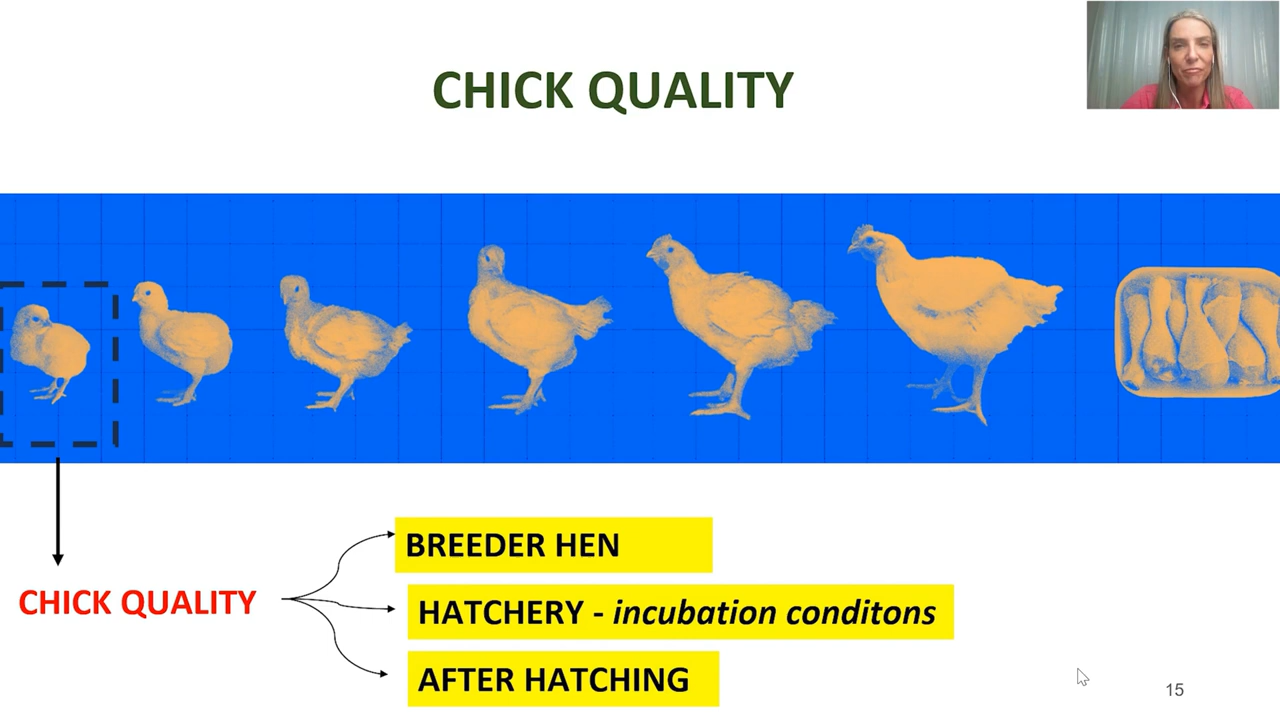 CHICK QUALITY
BREEDER HEN
CHICK QUALITY
HATCHERY - incubation conditons
AFTER HATCHING
15